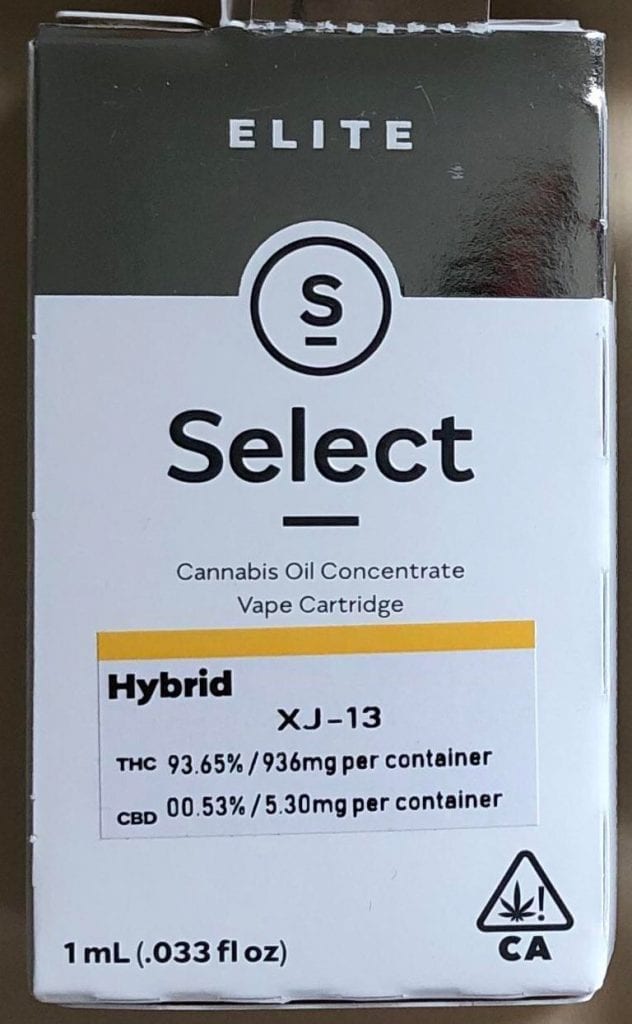 ELITE
S
Select
Cannabis Oil Concentrate
Vape Cartridge
Hybrid
XJ-13
THC 93.65% / 936mg per container
CBD 00.53% / 5.30mg per container
!
CA
1 mL (.033 fl oz)